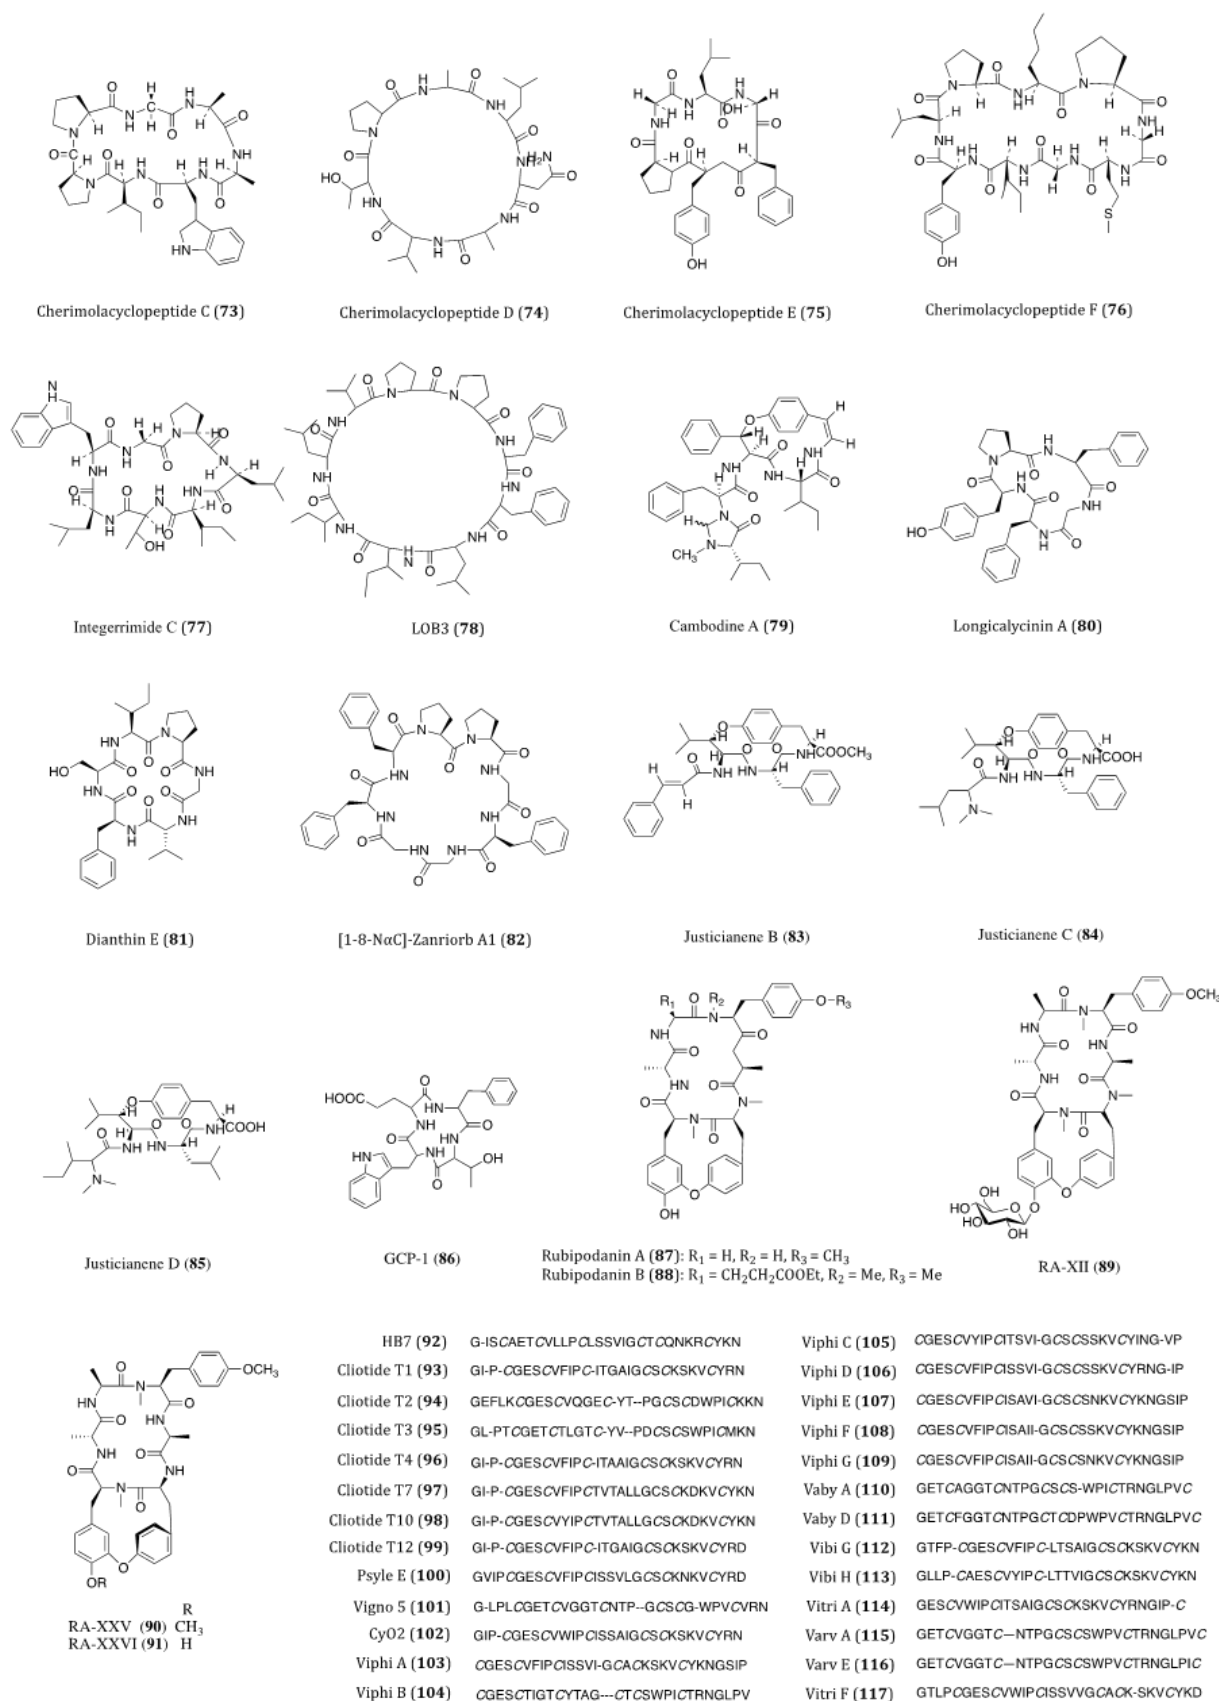 Cherimolacyclopeptide C (73)
Cherimolacyclopeptide D (74)
Cherimolacyclopeptide E (75)
Cherimolacyclopeptide F (76)
Integerrimide C (77)
LOB3 (78)
Cambodine A (79)
Longicalycinin A (80)
Dianthin E (81)
[1-8-NαC]-Zanriorb A1 (82)
Justicianene B (83)
Justicianene C (84)
Justicianene D (85)
GCP-1 (86)
Rubipodanin A (87): R₁ = H, R₂ = H, R₃ = CH₃
Rubipodanin B (88): R₁ = CH₂CH₂COOEt, R₂ = Me, R₃ = Me
RA-XII (89)
R
RA-XXV (90) CH₃
RA-XXVI (91) H
HB7 (92) G-ISCAETCVLLPCLSSVIGCTCQNKRCYKN
Cliotide T1 (93) GI-P-CGESCVFIPC-ITGAIGCSCKSKVCYRN
Cliotide T2 (94) GEFLKCGESCVQGEC-YT--PGCSCDWPICKKN
Cliotide T3 (95) GL-PTCGETCTLGTC-YV--PDCSCSWPICMKN
Cliotide T4 (96) GI-P-CGESCVFIPC-ITAAIGCSCKSKVCYRN
Cliotide T7 (97) GI-P-CGESCVFIPCTVTALLGCSCKDKVCYKN
Cliotide T10 (98) GI-P-CGESCVYIPCTVTALLGCSCKDKVCYKN
Cliotide T12 (99) GI-P-CGESCVFIPC-ITGAIGCSCKSKVCYRD
Psyle E (100) GVIPCGESCVFIPCISSVLGCSCKNKVCYRD
Vigno 5 (101) G-LPLCGETCVGGTCNTP--GCSCG-WPVCVRN
CyO2 (102) GIP-CGESCVWIPCISSAIGCSCKSKVCYRN
Viphi A (103) CGESCVFIPCISSVI-GCACKSKVCYKNGSIP
Viphi B (104) CGESCTIGTCYTAG---CTCSWPICTRNGLPV
Viphi C (105) CGESCVYIPCITSVI-GCSCSSKVCYING-VP
Viphi D (106) CGESCVFIPCISSVI-GCSCSSKVCYRNG-IP
Viphi E (107) CGESCVFIPCISAVI-GCSCSNKVCYKNGSIP
Viphi F (108) CGESCVFIPCISAII-GCSCSSKVCYKNGSIP
Viphi G (109) CGESCVFIPCISAII-GCSCSNKVCYKNGSIP
Vaby A (110) GETCAGGTCNTPGCSCS-WPICTRNGLPVC
Vaby D (111) GETCFGGTCNTPGCTCDPWPVCTRNGLPVC
Vibi G (112) GTFP-CGESCVFIPC-LTSAIGCSCKSKVCYKN
Vibi H (113) GLLP-CAESCVYIPC-LTTVIGCSCKSKVCYKN
Vitri A (114) GESCVWIPCITSAIGCSCKSKVCYRNGIP-C
Varv A (115) GETCVGGTC—NTPGCSCSWPVCTRNGLPVC
Varv E (116) GETCVGGTC—NTPGCSCSWPVCTRNGLPIC
Vitri F (117) GTLPCGESCVWIPCISSVVGCACK-SKVCYKD